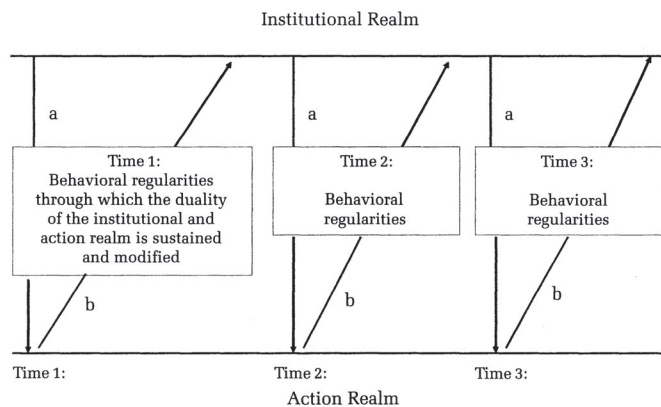 Institutional Realm
a
a
a
Time 1:
Behavioral regularities
through which the duality
of the institutional and
action realm is sustained
and modified
Time 2:
Behavioral
regularities
Time 3:
Behavioral
regularities
b
b
b
Time 1:
Time 2:
Time 3:
Action Realm